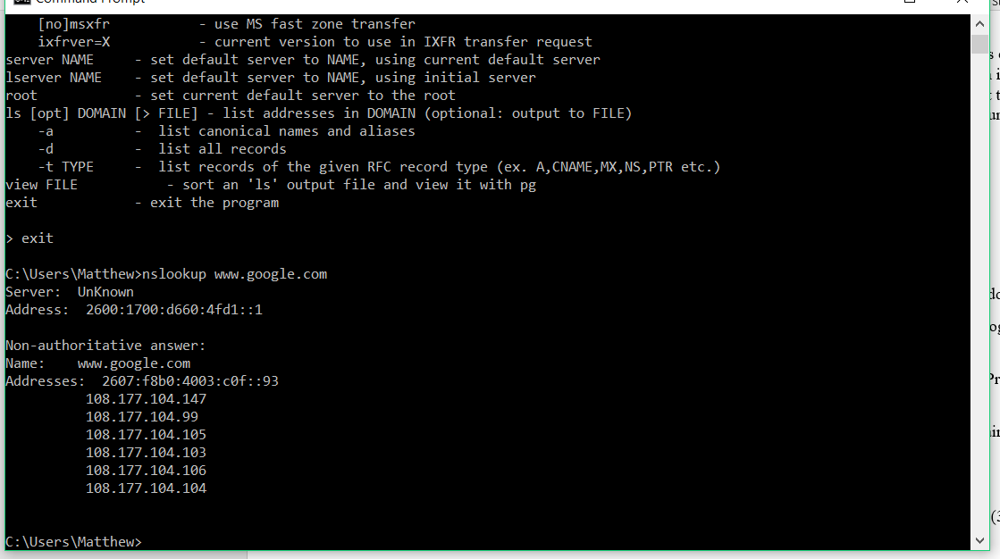 Command Prompt
    [no]msxfr           - use MS fast zone transfer
    ixfrver=X           - current version to use in IXFR transfer request
server NAME     - set default server to NAME, using current default server
lserver NAME    - set default server to NAME, using initial server
root            - set current default server to the root
ls [opt] DOMAIN [> FILE] - list addresses in DOMAIN (optional: output to FILE)
    -a          -  list canonical names and aliases
    -d          -  list all records
    -t TYPE     -  list records of the given RFC record type (ex. A,CNAME,MX,NS,PTR etc.)
view FILE           - sort an 'ls' output file and view it with pg
exit            - exit the program
> exit
C:\Users\Matthew>nslookup www.google.com
Server:  UnKnown
Address:  2600:1700:d660:4fd1::1
Non-authoritative answer:
Name:    www.google.com
Addresses:  2607:f8b0:4003:c0f::93
          108.177.104.147
          108.177.104.99
          108.177.104.105
          108.177.104.103
          108.177.104.106
          108.177.104.104
C:\Users\Matthew>